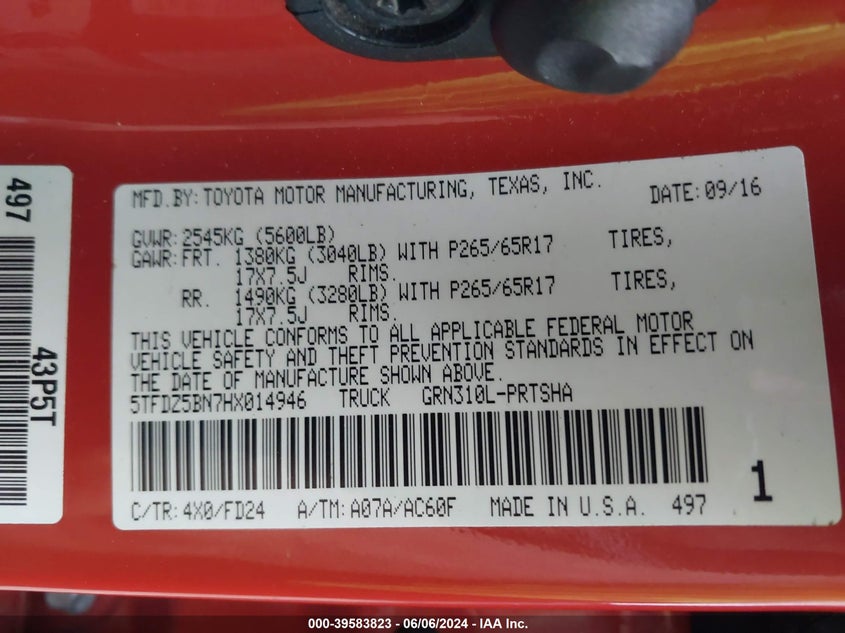 497
43P5T
MFD.BY:TOYOTA MOTOR MANUFACTURING, TEXAS, INC. DATE:09/16
GVWR:2545KG (5600LB)
GAWR:FRT. 1380KG (3040LB) WITH P265/65R17 TIRES,
17X7.5J RIMS.
RR. 1490KG (3280LB) WITH P265/65R17 TIRES,
17X7.5J RIMS.
THIS VEHICLE CONFORMS TO ALL APPLICABLE FEDERAL MOTOR
VEHICLE SAFETY AND THEFT PREVENTION STANDARDS IN EFFECT ON
THE DATE OF MANUFACTURE SHOWN ABOVE.
5TFDZ5BN7HX014946 TRUCK GRN310L-PRTSHA
1
C/TR:4X0/FD24 A/TM:A07A/AC60F MADE IN U.S.A. 497
000-39583823 - 06/06/2024 - IAA Inc.